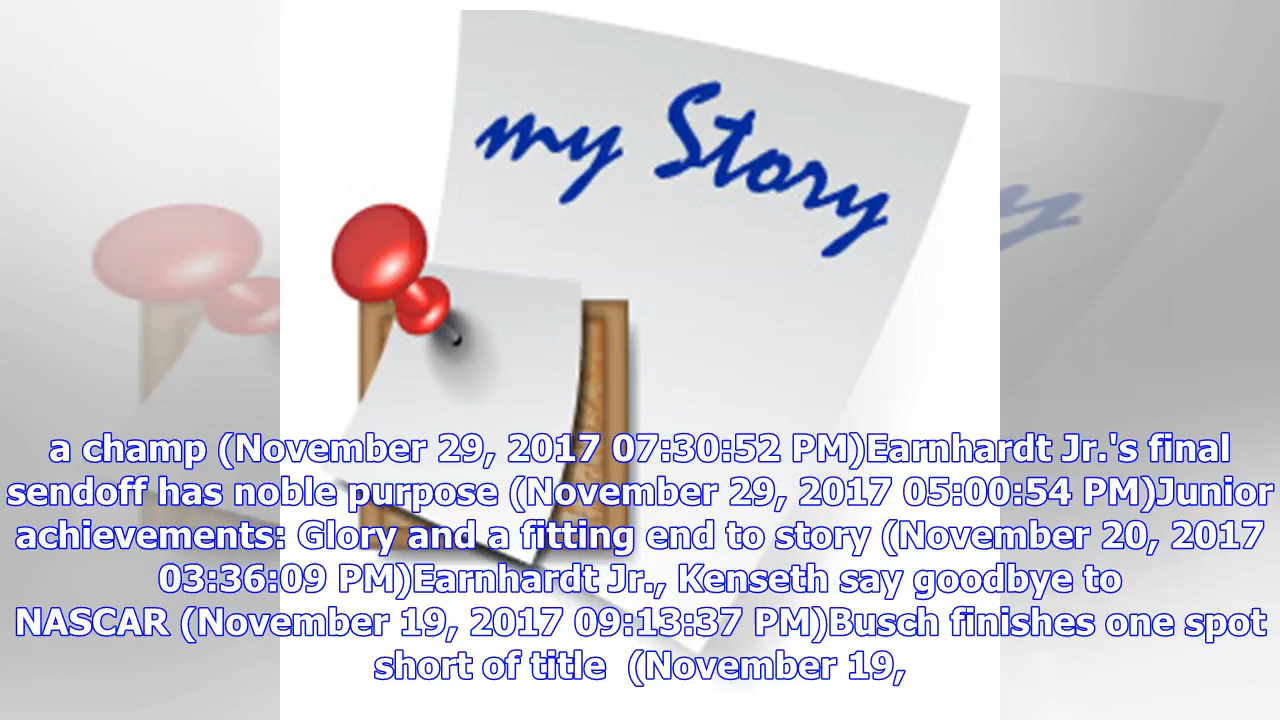 my Story
a champ (November 29, 2017 07:30:52 PM)Earnhardt Jr.'s final
sendoff has noble purpose (November 29, 2017 05:00:54 PM)Junior
achievements: Glory and a fitting end to story (November 20, 2017
03:36:09 PM)Earnhardt Jr., Kenseth say goodbye to
NASCAR (November 19, 2017 09:13:37 PM)Busch finishes one spot
short of title  (November 19,